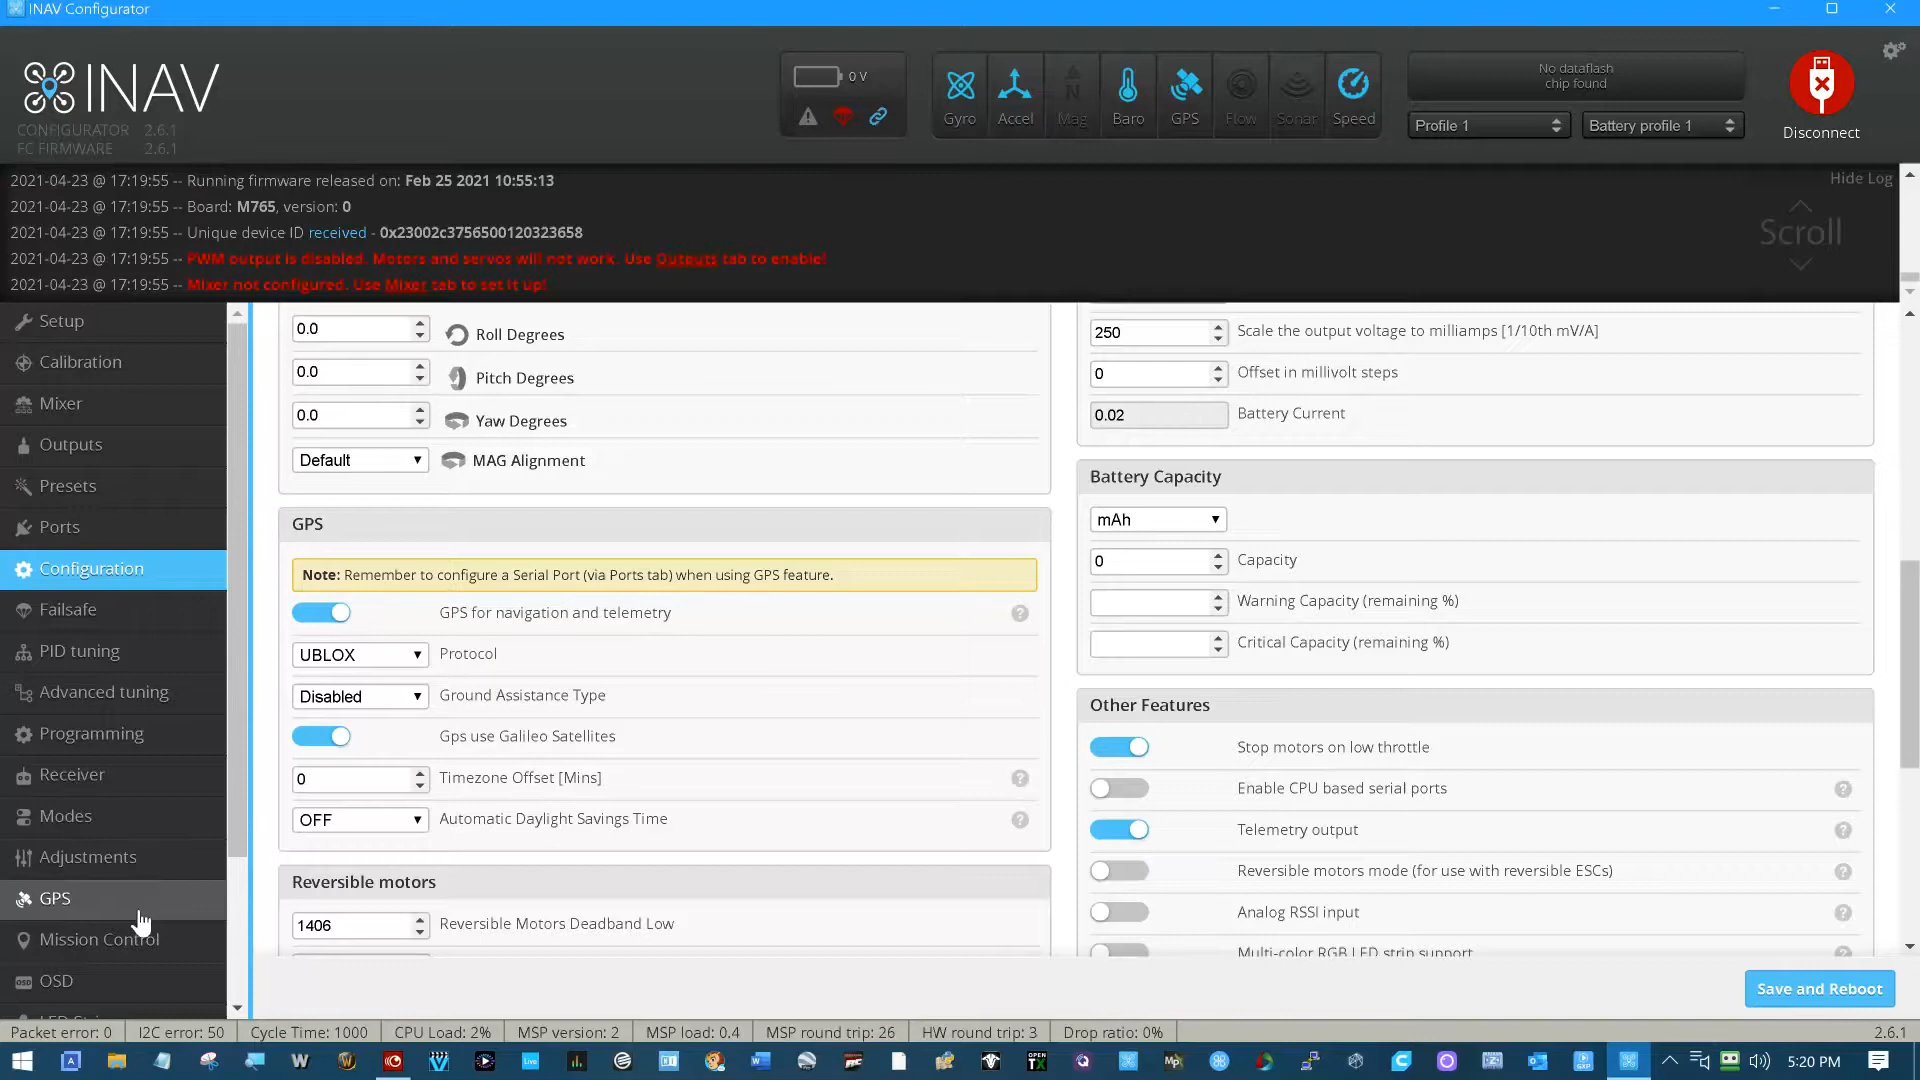 INAV Configurator
INAV
CONFIGURATOR 2.6.1
FC FIRMWARE 2.6.1
0 V
Gyro
Accel
Mag
Baro
GPS
Flow
Sonar
Speed
No dataflash
chip found
Profile 1
Battery profile 1
Disconnect
2021-04-23 @ 17:19:55 -- Running firmware released on: Feb 25 2021 10:55:13
2021-04-23 @ 17:19:55 -- Board: M765, version: 0
2021-04-23 @ 17:19:55 -- Unique device ID received - 0x23002c3756500120323658
2021-04-23 @ 17:19:55 -- PWM output is disabled. Motors and servos will not work. Use Outputs tab to enable!
2021-04-23 @ 17:19:55 -- Mixer not configured. Use Mixer tab to set it up!
Hide Log
Scroll
Setup
Calibration
Mixer
Outputs
Presets
Ports
Configuration
Failsafe
PID tuning
Advanced tuning
Programming
Receiver
Modes
Adjustments
GPS
Mission Control
OSD
0.0 Roll Degrees
0.0 Pitch Degrees
0.0 Yaw Degrees
Default MAG Alignment
GPS
Note: Remember to configure a Serial Port (via Ports tab) when using GPS feature.
GPS for navigation and telemetry
UBLOX Protocol
Disabled Ground Assistance Type
Gps use Galileo Satellites
0 Timezone Offset [Mins]
OFF Automatic Daylight Savings Time
Reversible motors
1406 Reversible Motors Deadband Low
250 Scale the output voltage to milliamps [1/10th mV/A]
0 Offset in millivolt steps
0.02 Battery Current
Battery Capacity
mAh
0 Capacity
Warning Capacity (remaining %)
Critical Capacity (remaining %)
Other Features
Stop motors on low throttle
Enable CPU based serial ports
Telemetry output
Reversible motors mode (for use with reversible ESCs)
Analog RSSI input
Multi-color RGB LED strip support
Save and Reboot
Packet error: 0
I2C error: 50
Cycle Time: 1000
CPU Load: 2%
MSP version: 2
MSP load: 0.4
MSP round trip: 26
HW round trip: 3
Drop ratio: 0%
2.6.1
5:20 PM